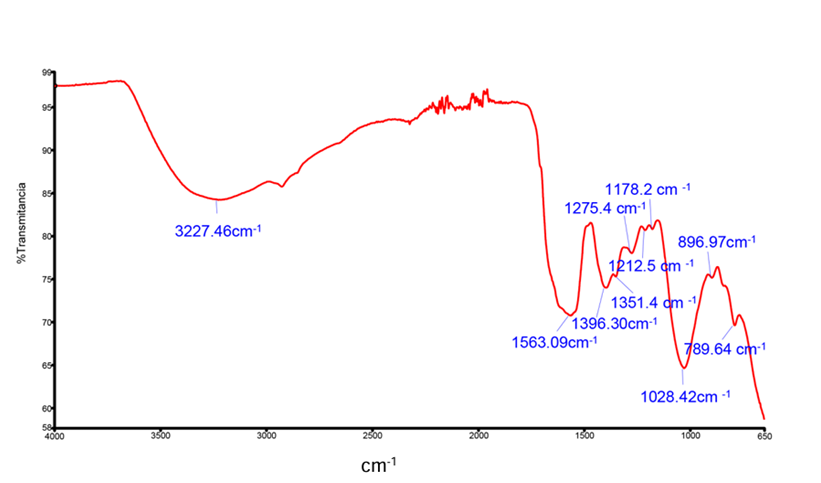 99
95
90
85
80
75
70
65
60
58
%Transmitancia
3227.46cm-1
1178.2 cm -1
1275.4 cm -1
896.97cm-1
1212.5 cm -1
1351.4 cm -1
1396.30cm-1
1563.09cm-1
789.64 cm-1
1028.42cm -1
4000 3500 3000 2500 2000 1500 1000 650
cm-1